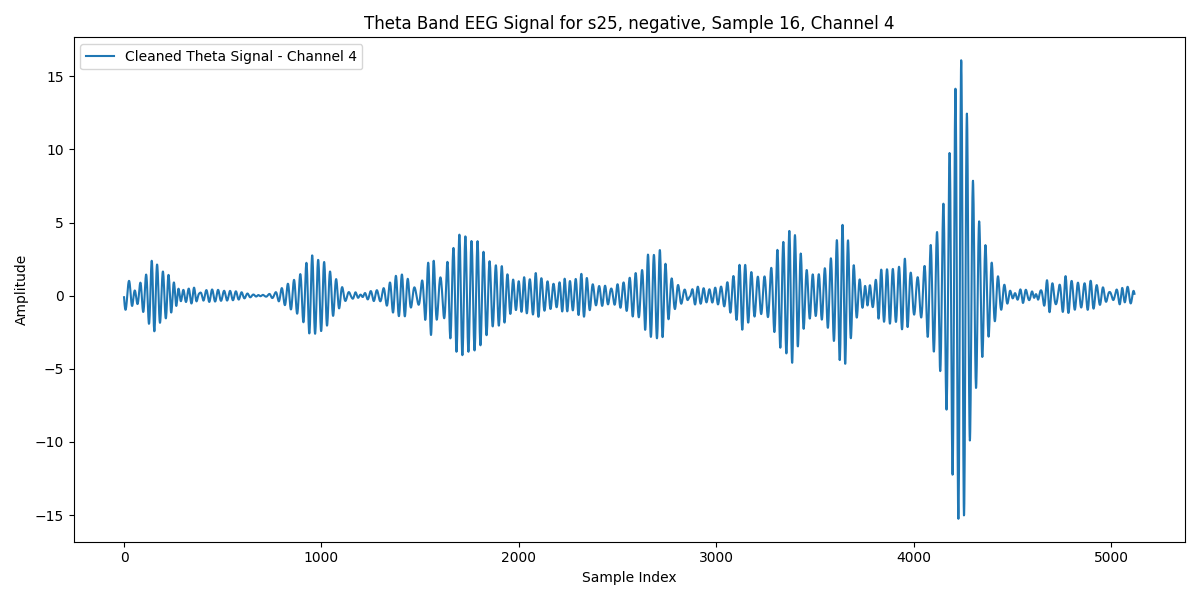 Theta Band EEG Signal for s25, negative, Sample 16, Channel 4
Cleaned Theta Signal - Channel 4
Amplitude
15
10
5
0
−5
−10
−15
0 1000 2000 3000 4000 5000
Sample Index